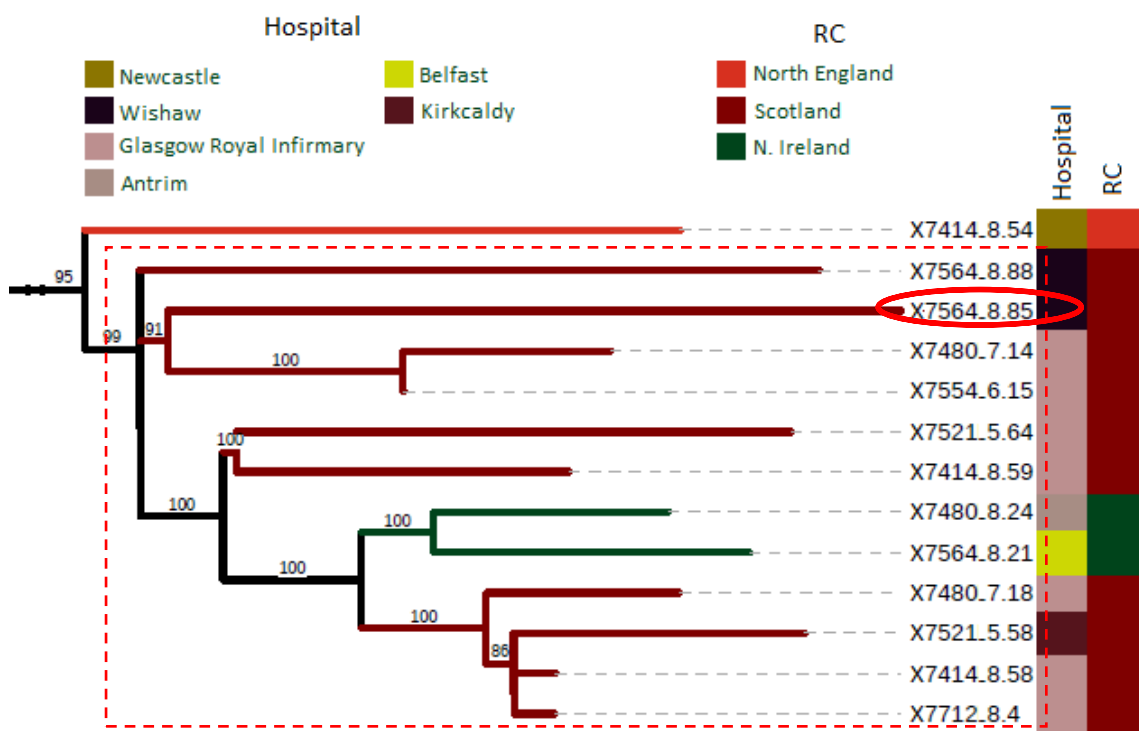 Hospital
RC
Newcastle
Belfast
North England
Wishaw
Kirkcaldy
Scotland
Glasgow Royal Infirmary
N. Ireland
Antrim
Hospital
RC
X7414_8.54
95
X7564_8.88
X7564_8.85
99
91
X7480_7.14
100
X7554_6.15
X7521_5.64
100
X7414_8.59
100
X7480_8.24
100
X7564_8.21
100
X7480_7.18
100
X7521_5.58
86
X7414_8.58
X7712_8.4